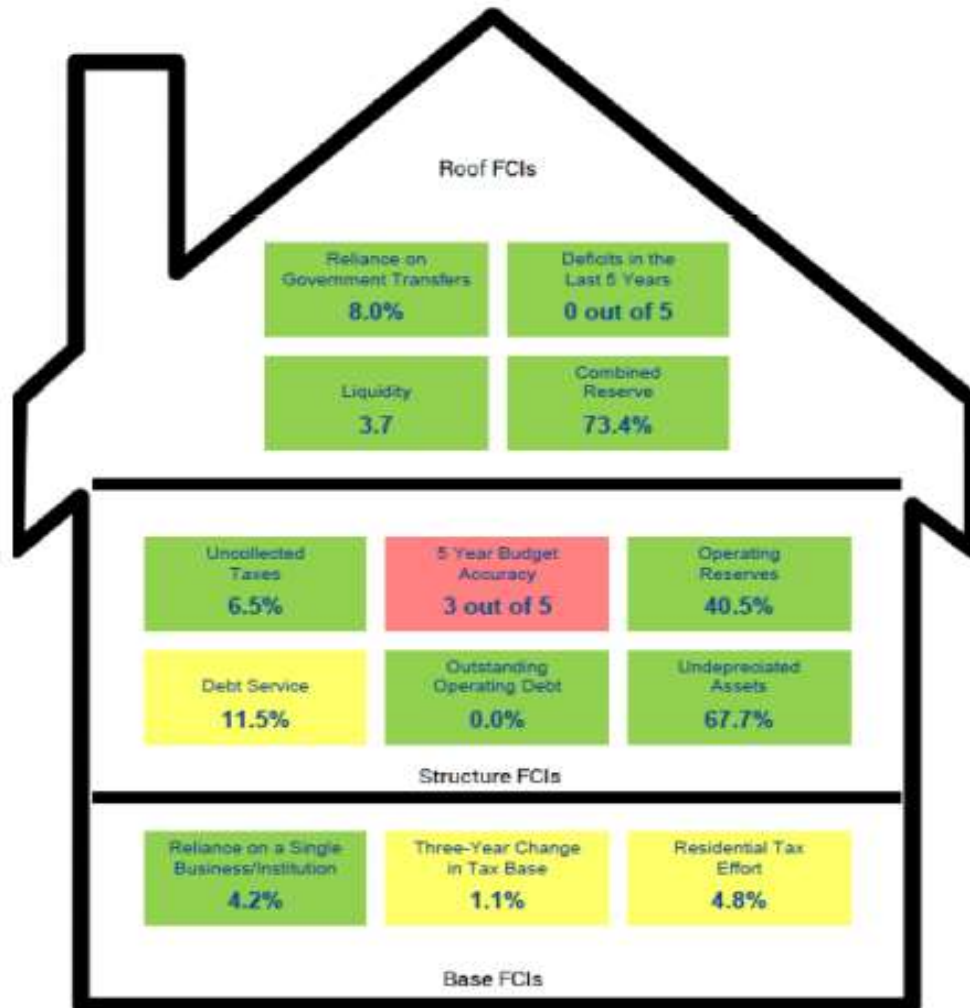 Roof FCIs
Reliance on
Government Transfers
8.0%
Deficits in the
Last 5 Years
0 out of 5
Liquidity
3.7
Combined
Reserve
73.4%
Uncollected
Taxes
6.5%
5 Year Budget
Accuracy
3 out of 5
Operating
Reserves
40.5%
Debt Service
11.5%
Outstanding
Operating Debt
0.0%
Undepreciated
Assets
67.7%
Structure FCIs
Reliance on a Single
Business/Institution
4.2%
Three-Year Change
in Tax Base
1.1%
Residential Tax
Effort
4.8%
Base FCIs